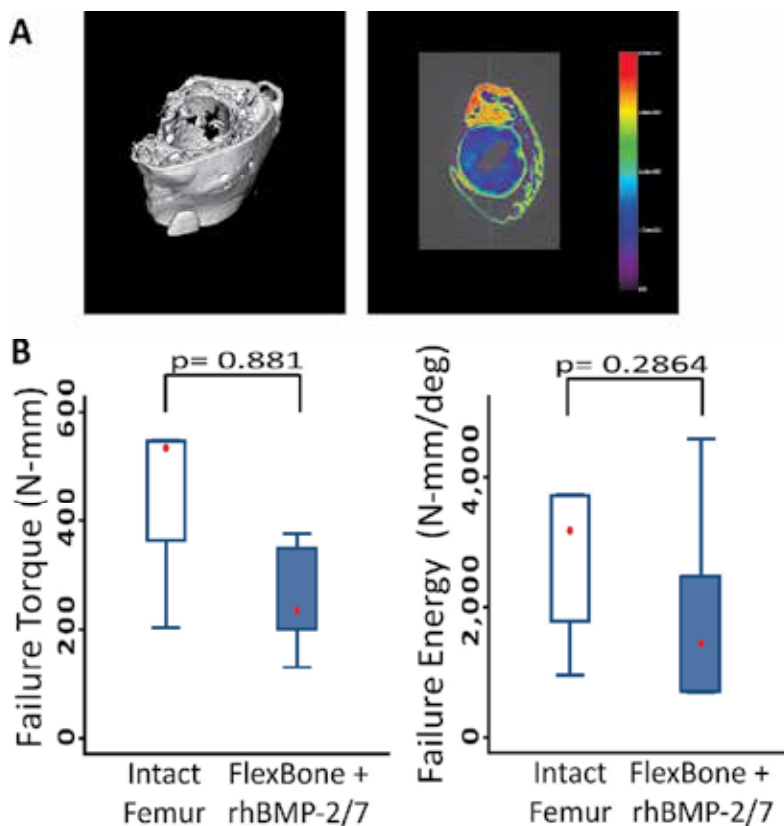 A
B
p= 0.881
Failure Torque (N-mm)
600
400
200
0
Intact
Femur
FlexBone +
rhBMP-2/7
p= 0.2864
Failure Energy (N-mm/deg)
4,000
2,000
0
Intact
Femur
FlexBone +
rhBMP-2/7